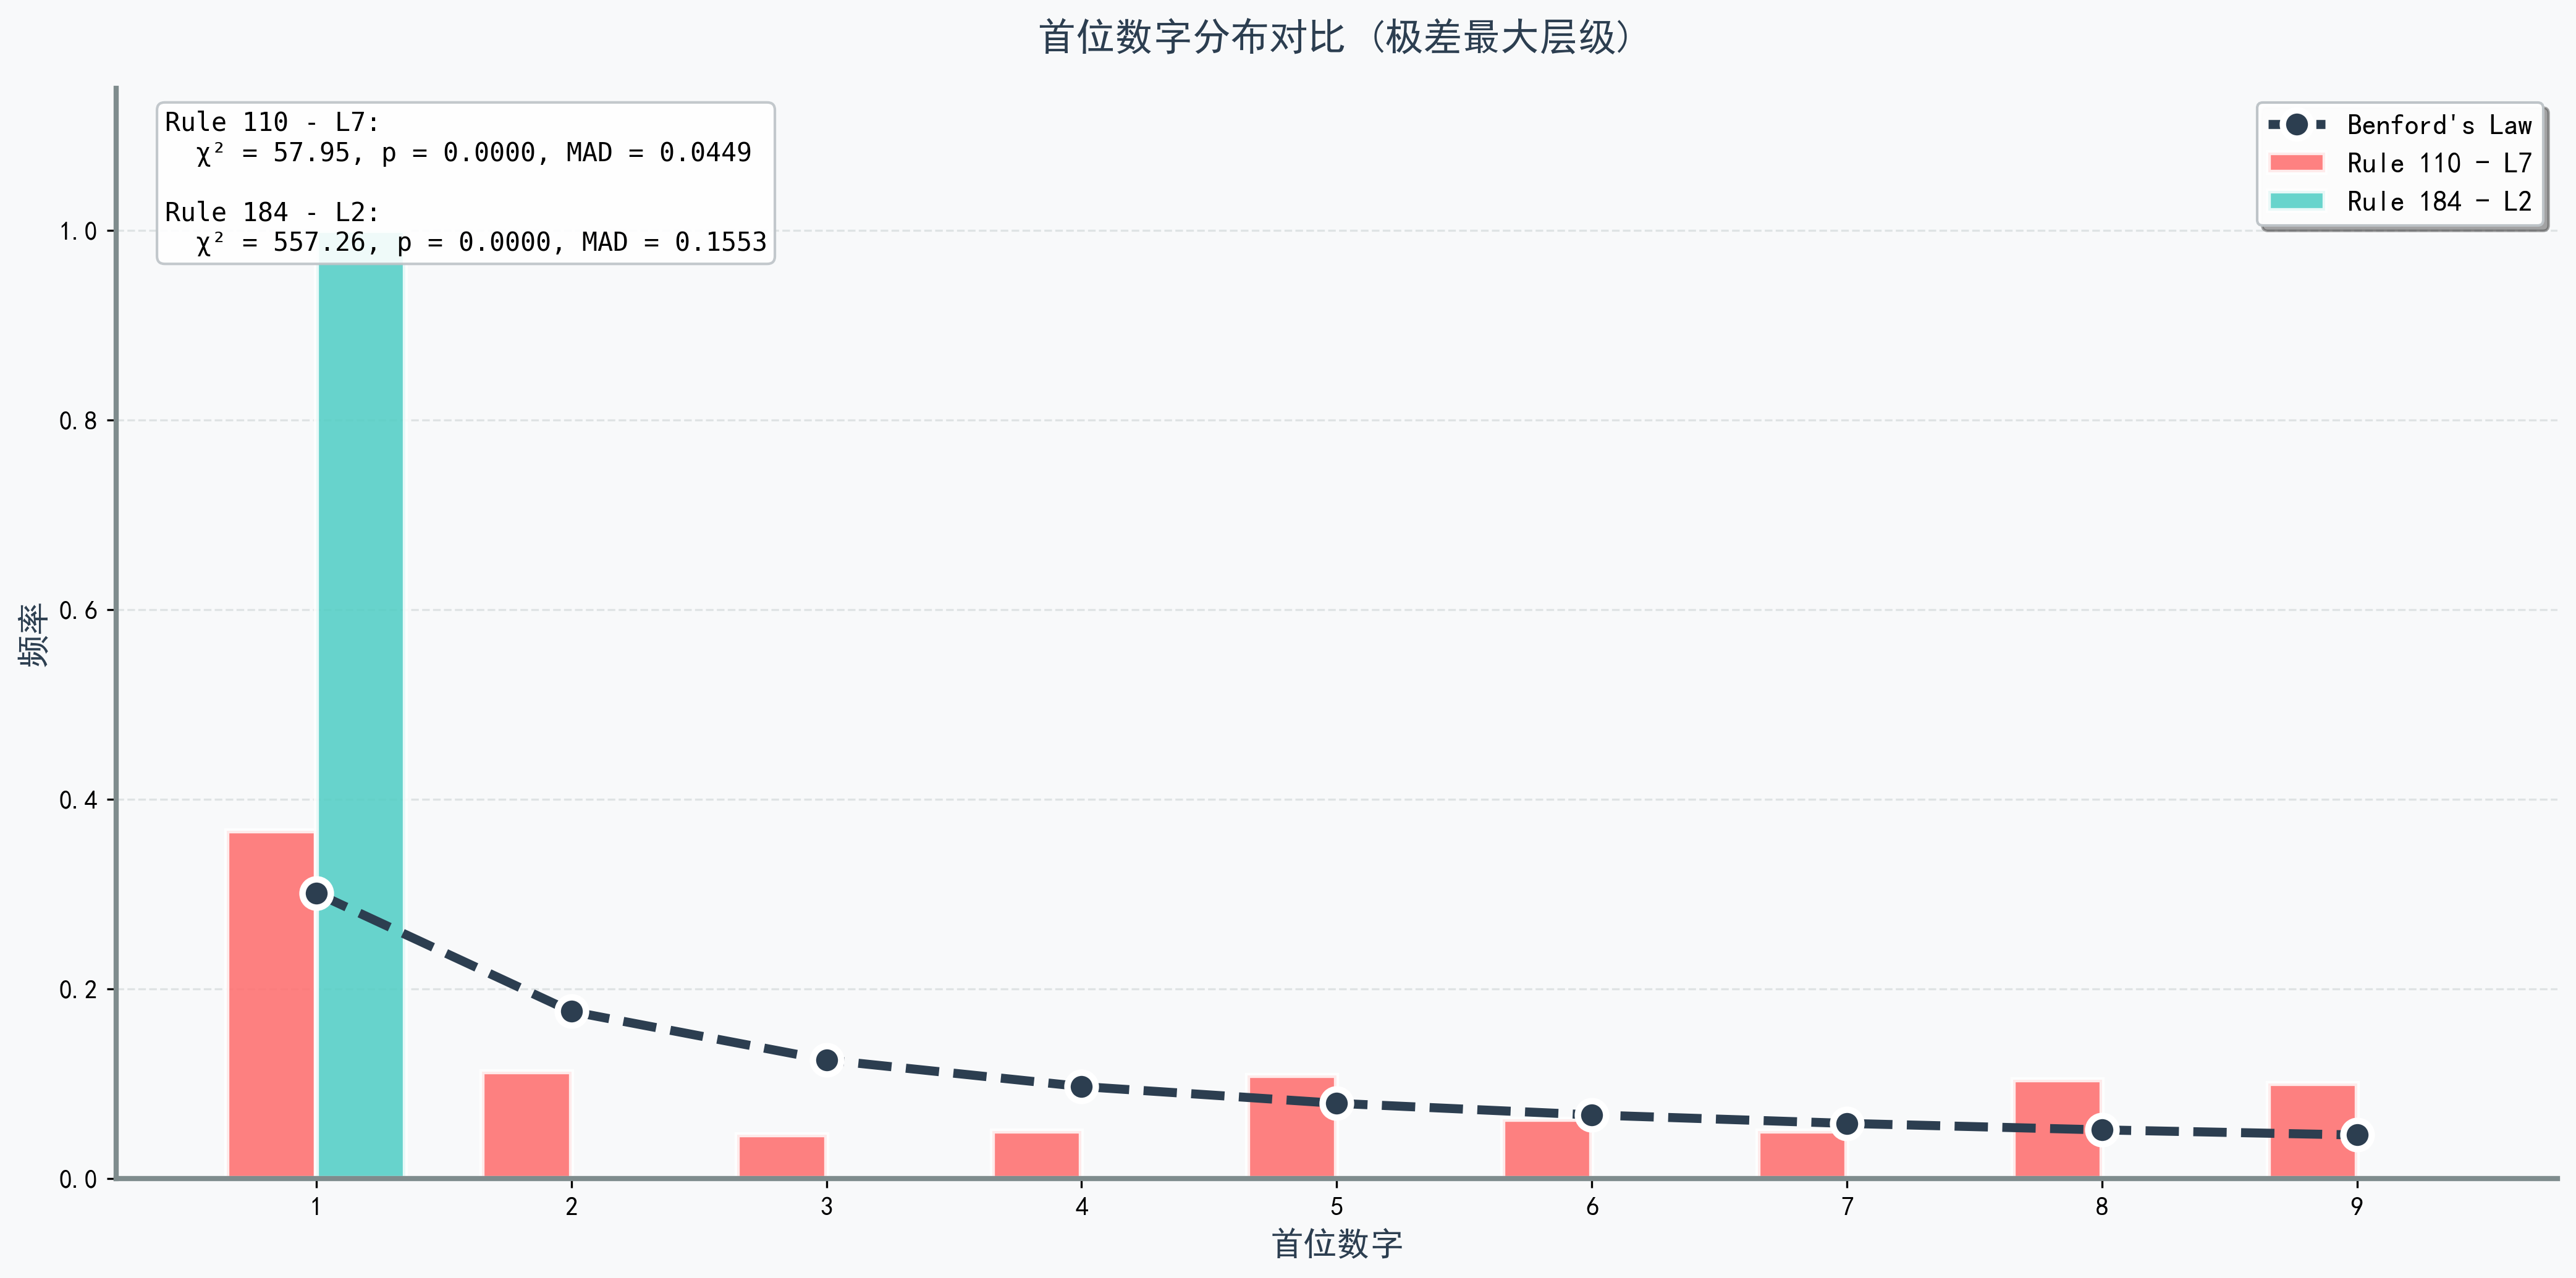 首位数字分布对比 (极差最大层级)
Rule 110 - L7:
χ² = 57.95, p = 0.0000, MAD = 0.0449
Rule 184 - L2:
χ² = 557.26, p = 0.0000, MAD = 0.1553
Benford's Law
Rule 110 - L7
Rule 184 - L2
频率
1.0
0.8
0.6
0.4
0.2
0.0
1 2 3 4 5 6 7 8 9
首位数字